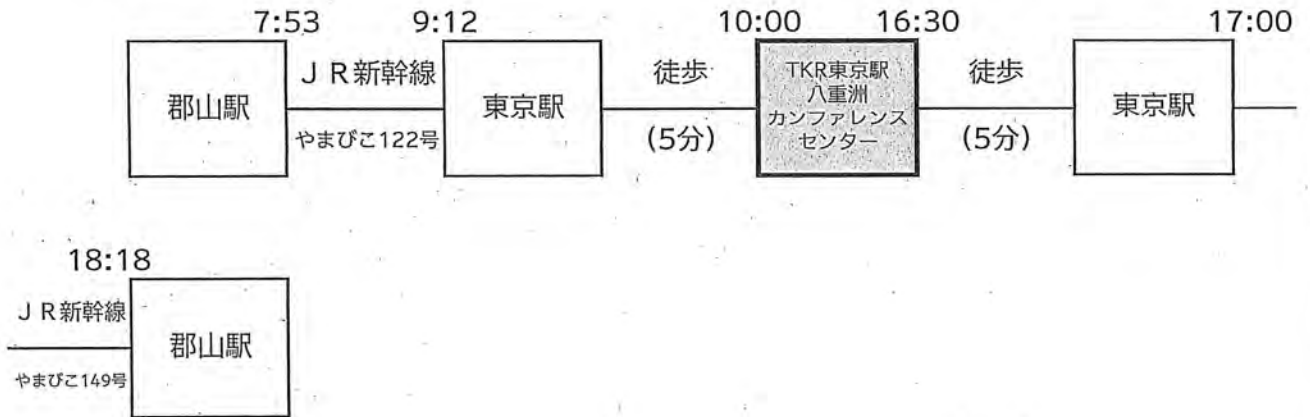 7:53 9:12 10:00 16:30 17:00
郡山駅
ＪＲ新幹線
やまびこ122号
東京駅
徒歩
(5分)
TKR東京駅
八重洲
カンファレンス
センター
徒歩
(5分)
東京駅
18:18
ＪＲ新幹線
やまびこ149号
郡山駅